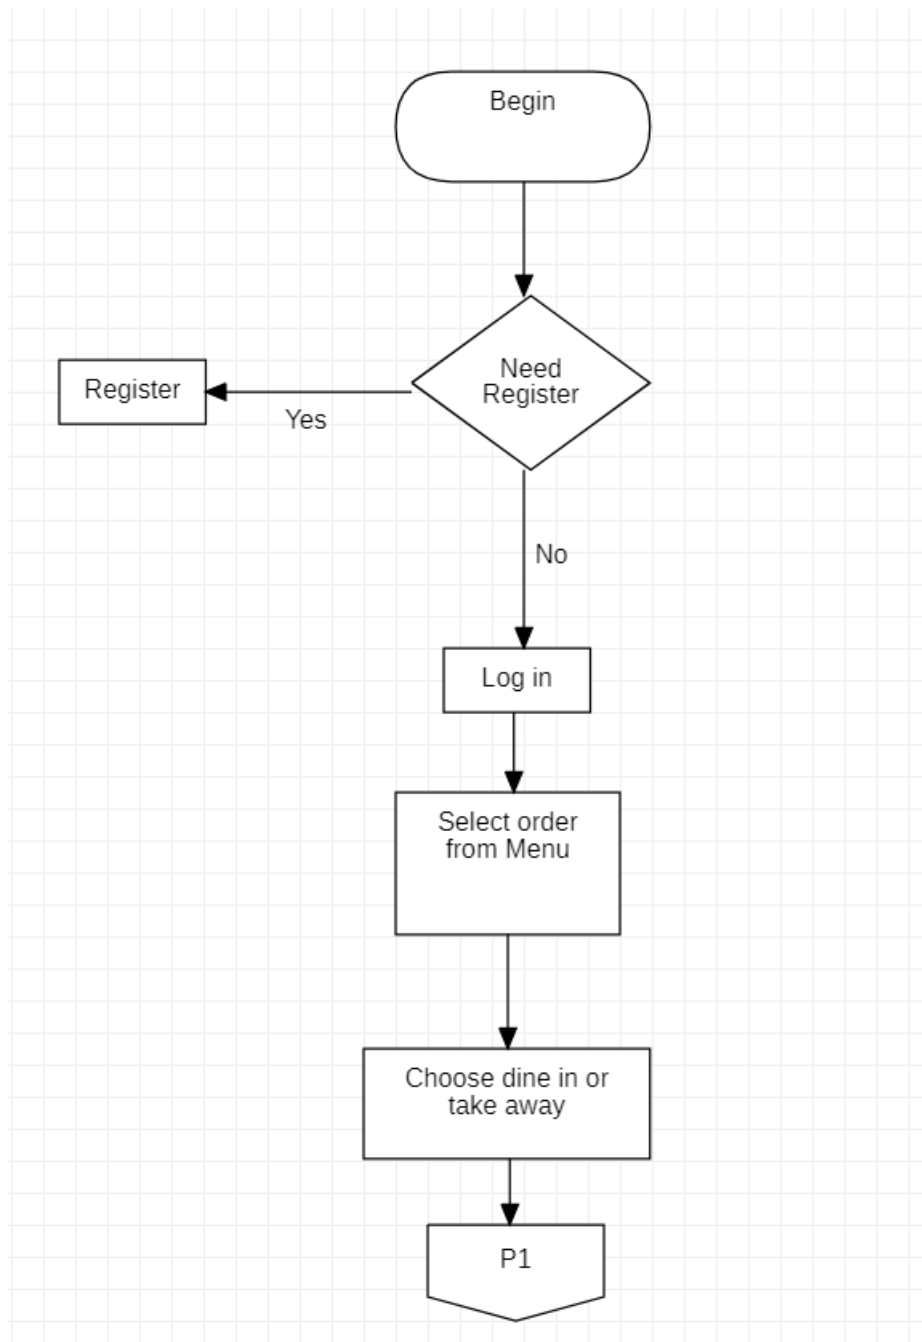 Begin
Need
Register
Register
Yes
No
Log in
Select order
from Menu
Choose dine in or
take away
P1